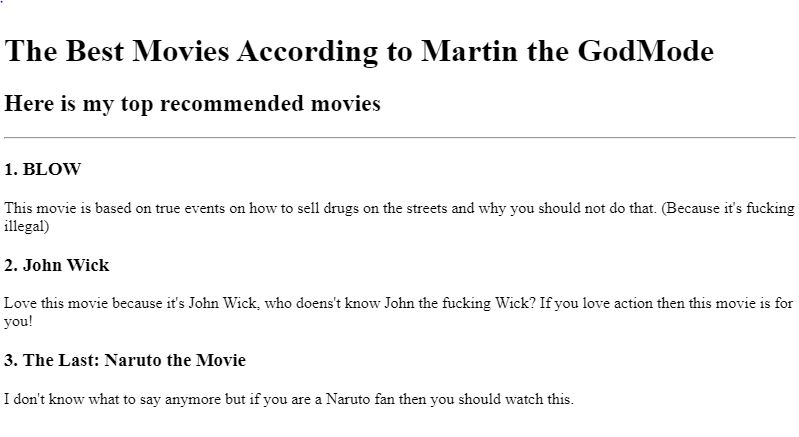 The Best Movies According to Martin the GodMode
Here is my top recommended movies
1. BLOW
This movie is based on true events on how to sell drugs on the streets and why you should not do that. (Because it's fucking
illegal)
2. John Wick
Love this movie because it's John Wick, who doens't know John the fucking Wick? If you love action then this movie is for
you!
3. The Last: Naruto the Movie
I don't know what to say anymore but if you are a Naruto fan then you should watch this.